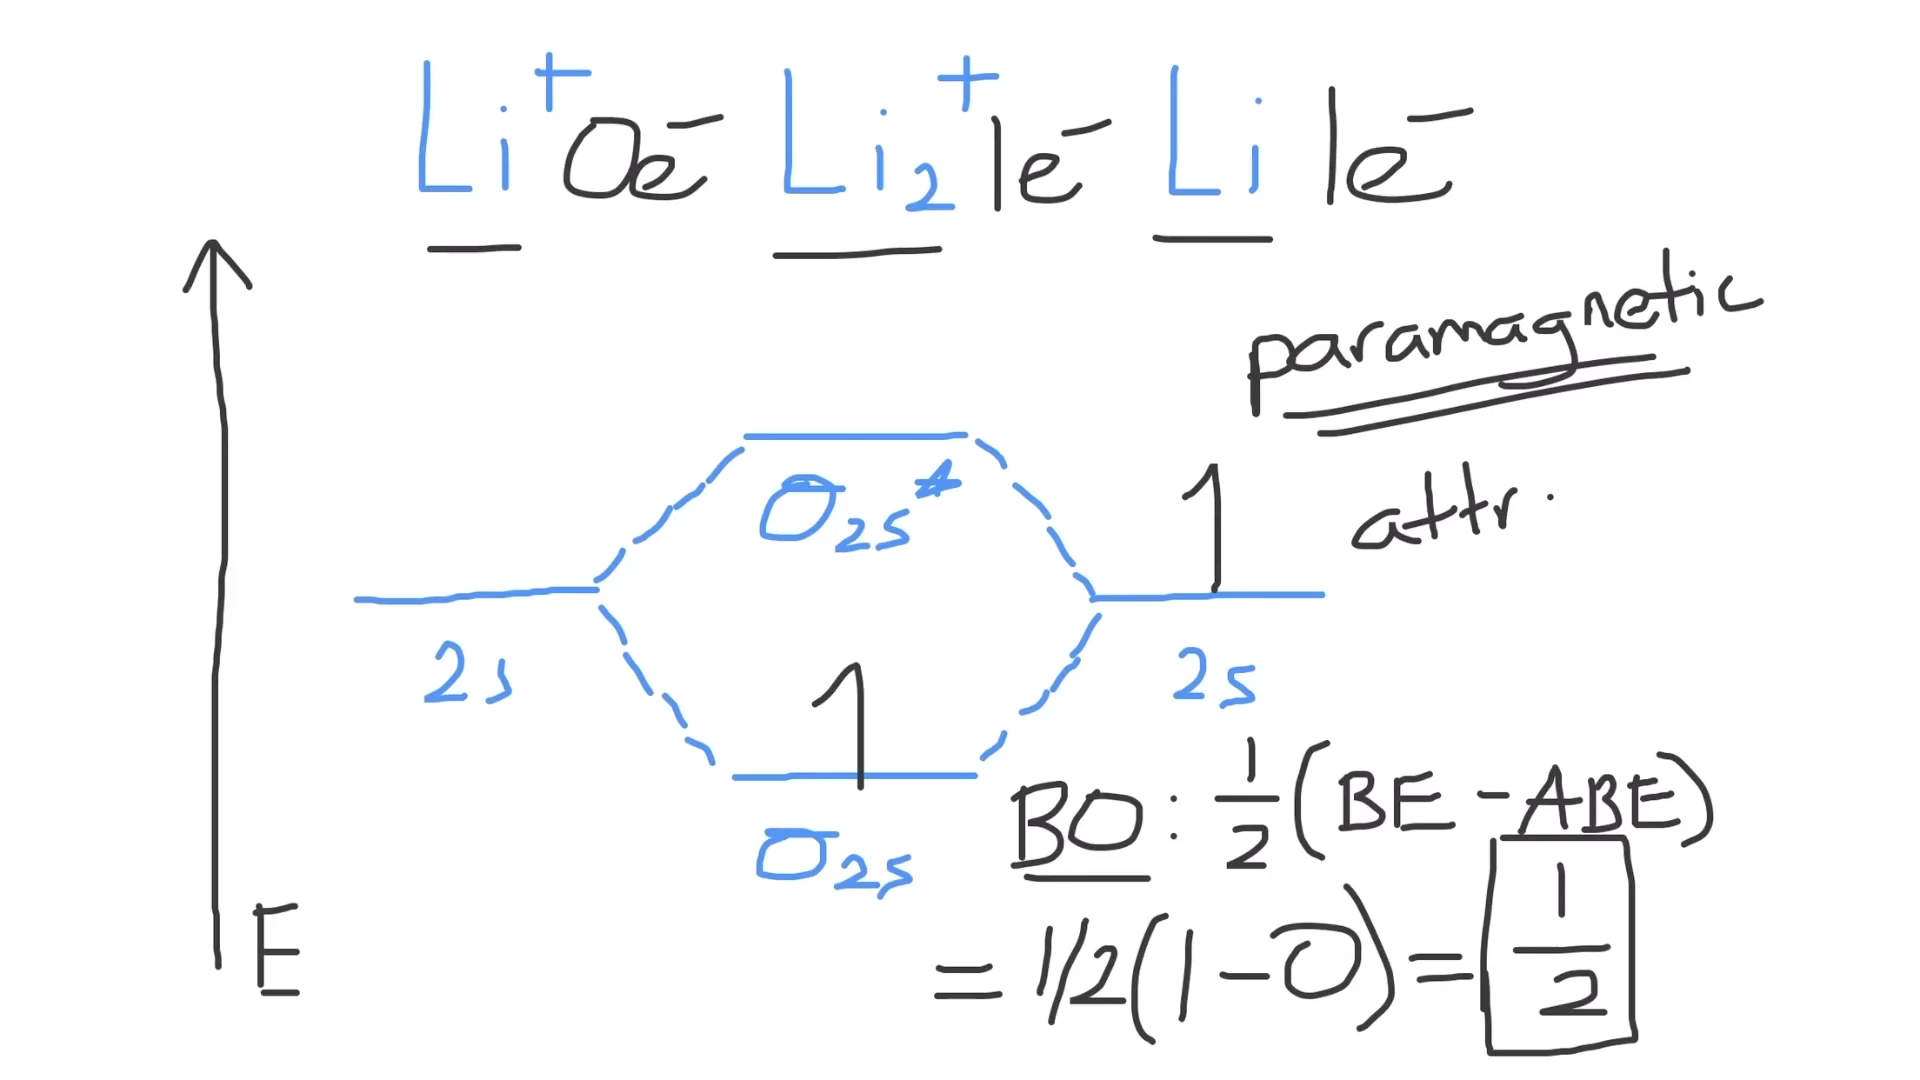 Li⁺ 0e⁻ Li₂⁺ 1e⁻ Li 1e⁻
paramagnetic
attr.
σ₂ₛ*
2s 2s
σ₂ₛ
BO : 1/2 (BE - ABE)
= 1/2 (1 - 0) = 1/2
E